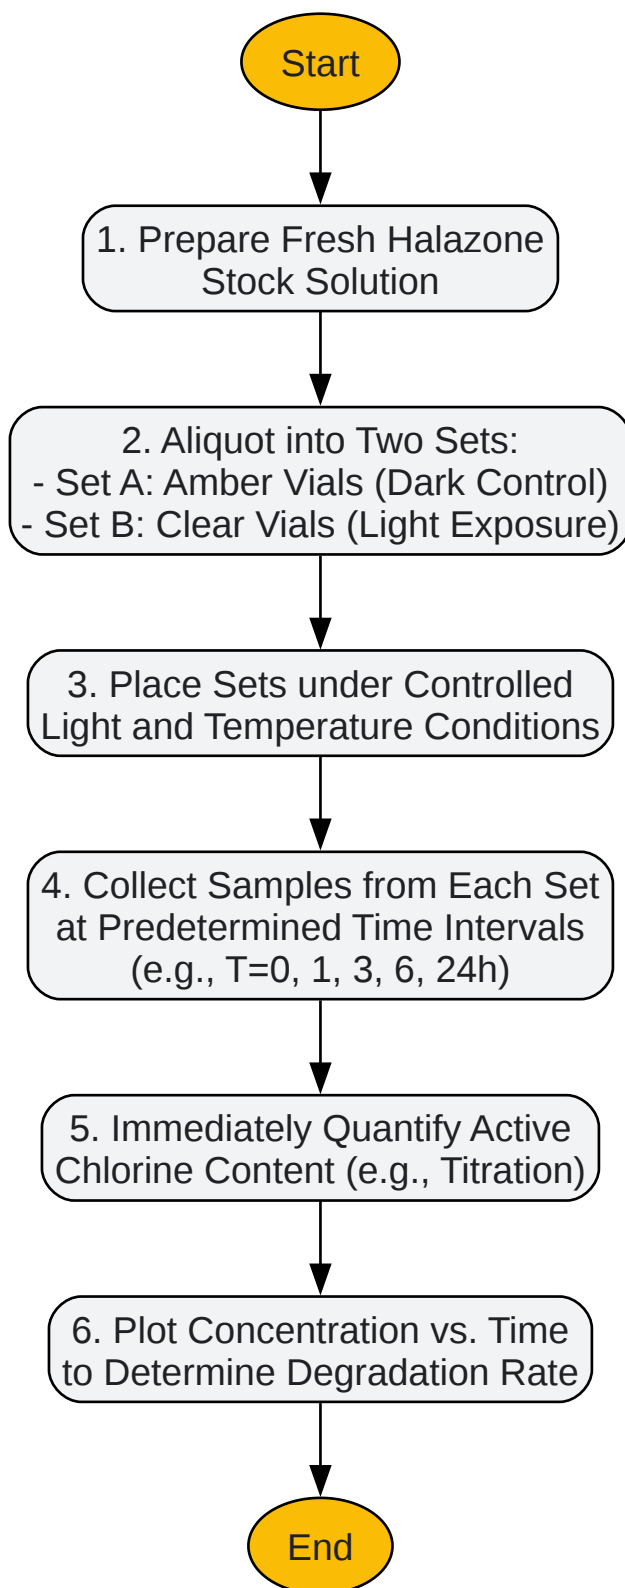 Start
1. Prepare Fresh Halazone
Stock Solution
2. Aliquot into Two Sets:
- Set A: Amber Vials (Dark Control)
- Set B: Clear Vials (Light Exposure)
3. Place Sets under Controlled
Light and Temperature Conditions
4. Collect Samples from Each Set
at Predetermined Time Intervals
(e.g., T=0, 1, 3, 6, 24h)
5. Immediately Quantify Active
Chlorine Content (e.g., Titration)
6. Plot Concentration vs. Time
to Determine Degradation Rate
End